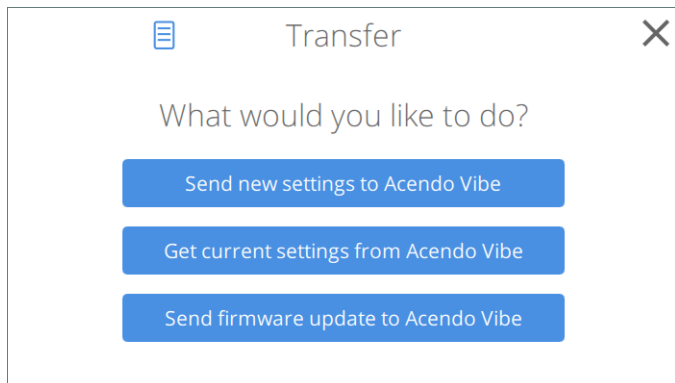 Transfer
What would you like to do?
Send new settings to Acendo Vibe
Get current settings from Acendo Vibe
Send firmware update to Acendo Vibe